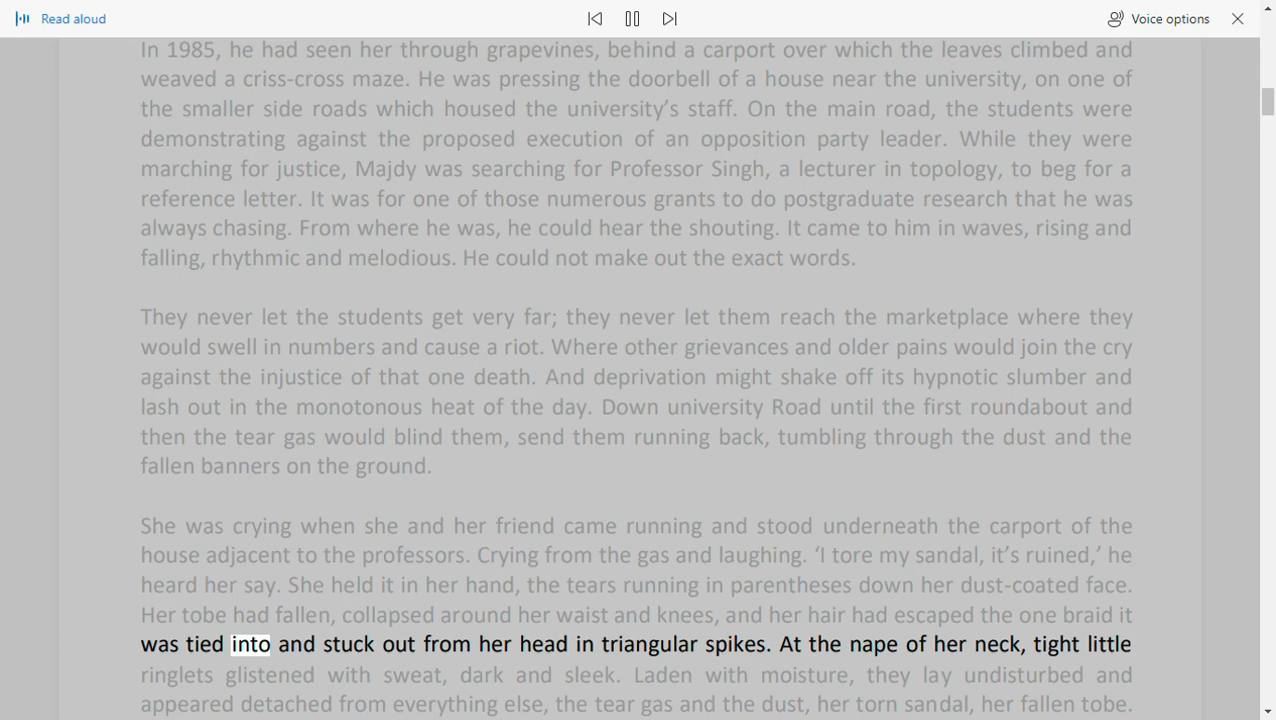 Read aloud
Voice options
In 1985, he had seen her through grapevines, behind a carport over which the leaves climbed and
weaved a criss-cross maze. He was pressing the doorbell of a house near the university, on one of
the smaller side roads which housed the university’s staff. On the main road, the students were
demonstrating against the proposed execution of an opposition party leader. While they were
marching for justice, Majdy was searching for Professor Singh, a lecturer in topology, to beg for a
reference letter. It was for one of those numerous grants to do postgraduate research that he was
always chasing. From where he was, he could hear the shouting. It came to him in waves, rising and
falling, rhythmic and melodious. He could not make out the exact words.
They never let the students get very far; they never let them reach the marketplace where they
would swell in numbers and cause a riot. Where other grievances and older pains would join the cry
against the injustice of that one death. And deprivation might shake off its hypnotic slumber and
lash out in the monotonous heat of the day. Down university Road until the first roundabout and
then the tear gas would blind them, send them running back, tumbling through the dust and the
fallen banners on the ground.
She was crying when she and her friend came running and stood underneath the carport of the
house adjacent to the professors. Crying from the gas and laughing. ‘I tore my sandal, it’s ruined,’ he
heard her say. She held it in her hand, the tears running in parentheses down her dust-coated face.
Her tobe had fallen, collapsed around her waist and knees, and her hair had escaped the one braid it
was tied into and stuck out from her head in triangular spikes. At the nape of her neck, tight little
ringlets glistened with sweat, dark and sleek. Laden with moisture, they lay undisturbed and
appeared detached from everything else, the tear gas and the dust, her torn sandal, her fallen tobe.